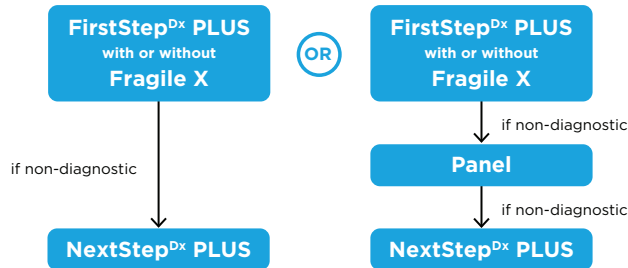 FirstStepDx PLUS
with or without
Fragile X
if non-diagnostic
NextStepDx PLUS
OR
FirstStepDx PLUS
with or without
Fragile X
if non-diagnostic
Panel
if non-diagnostic
NextStepDx PLUS